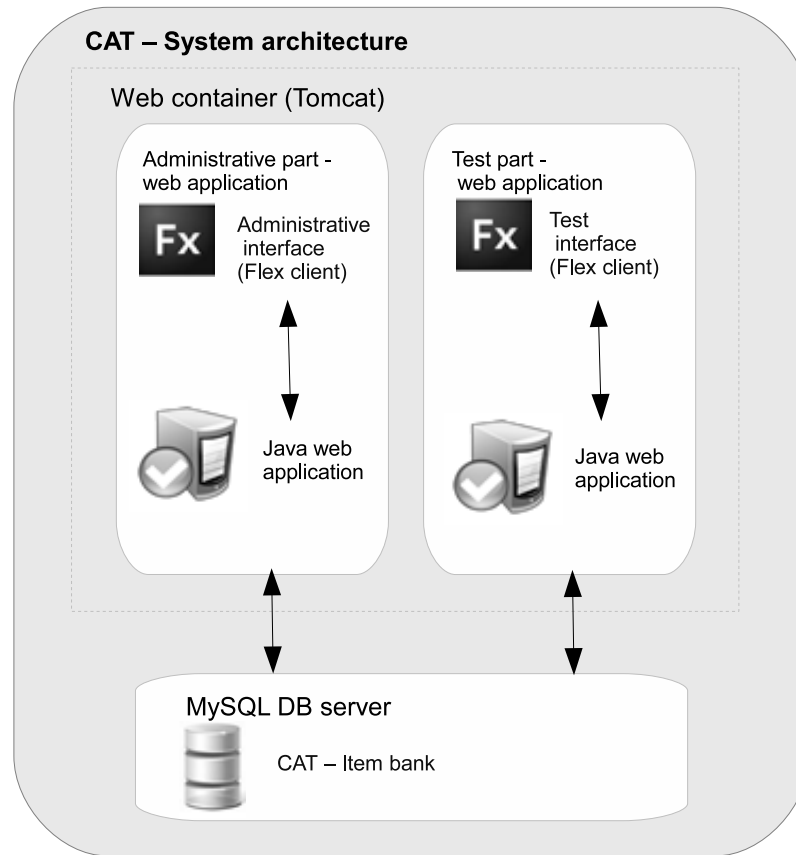 CAT – System architecture
Web container (Tomcat)
Administrative part -
web application
Fx
Administrative
interface
(Flex client)
Java web
application
Test part -
web application
Fx
Test
interface
(Flex client)
Java web
application
MySQL DB server
CAT – Item bank